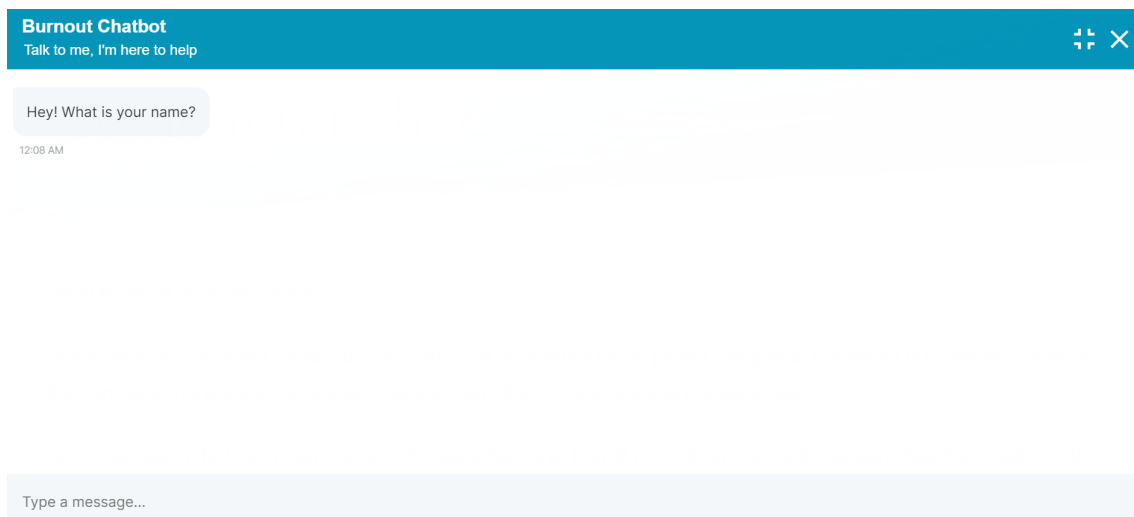 Burnout Chatbot
Talk to me, I'm here to help
Hey! What is your name?
12:08 AM
Type a message...